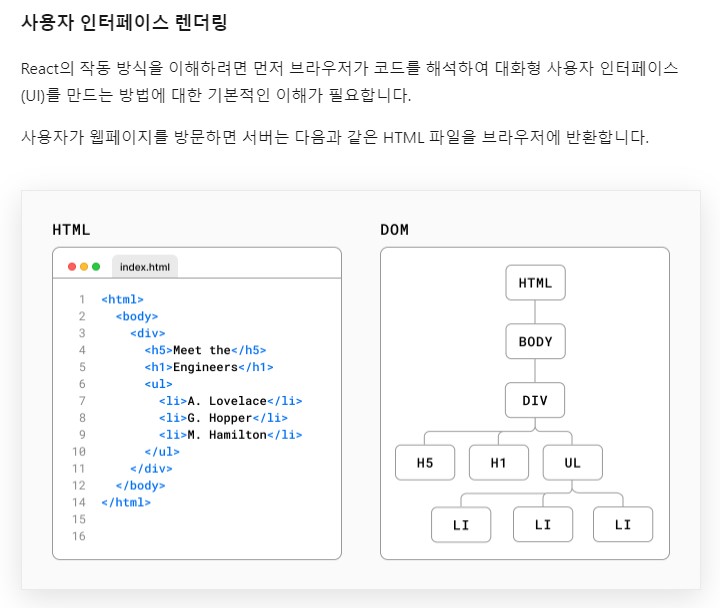 사용자 인터페이스 렌더링
React의 작동 방식을 이해하려면 먼저 브라우저가 코드를 해석하여 대화형 사용자 인터페이스
(UI)를 만드는 방법에 대한 기본적인 이해가 필요합니다.
사용자가 웹페이지를 방문하면 서버는 다음과 같은 HTML 파일을 브라우저에 반환합니다.
HTML
index.html
1 <html>
2 <body>
3 <div>
4 <h5>Meet the</h5>
5 <h1>Engineers</h1>
6 <ul>
7 <li>A. Lovelace</li>
8 <li>G. Hopper</li>
9 <li>M. Hamilton</li>
10 </ul>
11 </div>
12 </body>
14 </html>
15
16
DOM
HTML
BODY
DIV
H5 H1 UL
LI LI LI